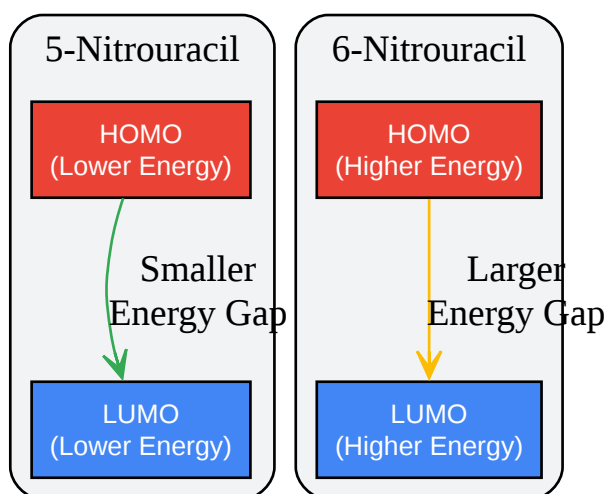 5-Nitrouracil
HOMO
(Lower Energy)
Smaller
Energy Gap
LUMO
(Lower Energy)
6-Nitrouracil
HOMO
(Higher Energy)
Larger
Energy Gap
LUMO
(Higher Energy)